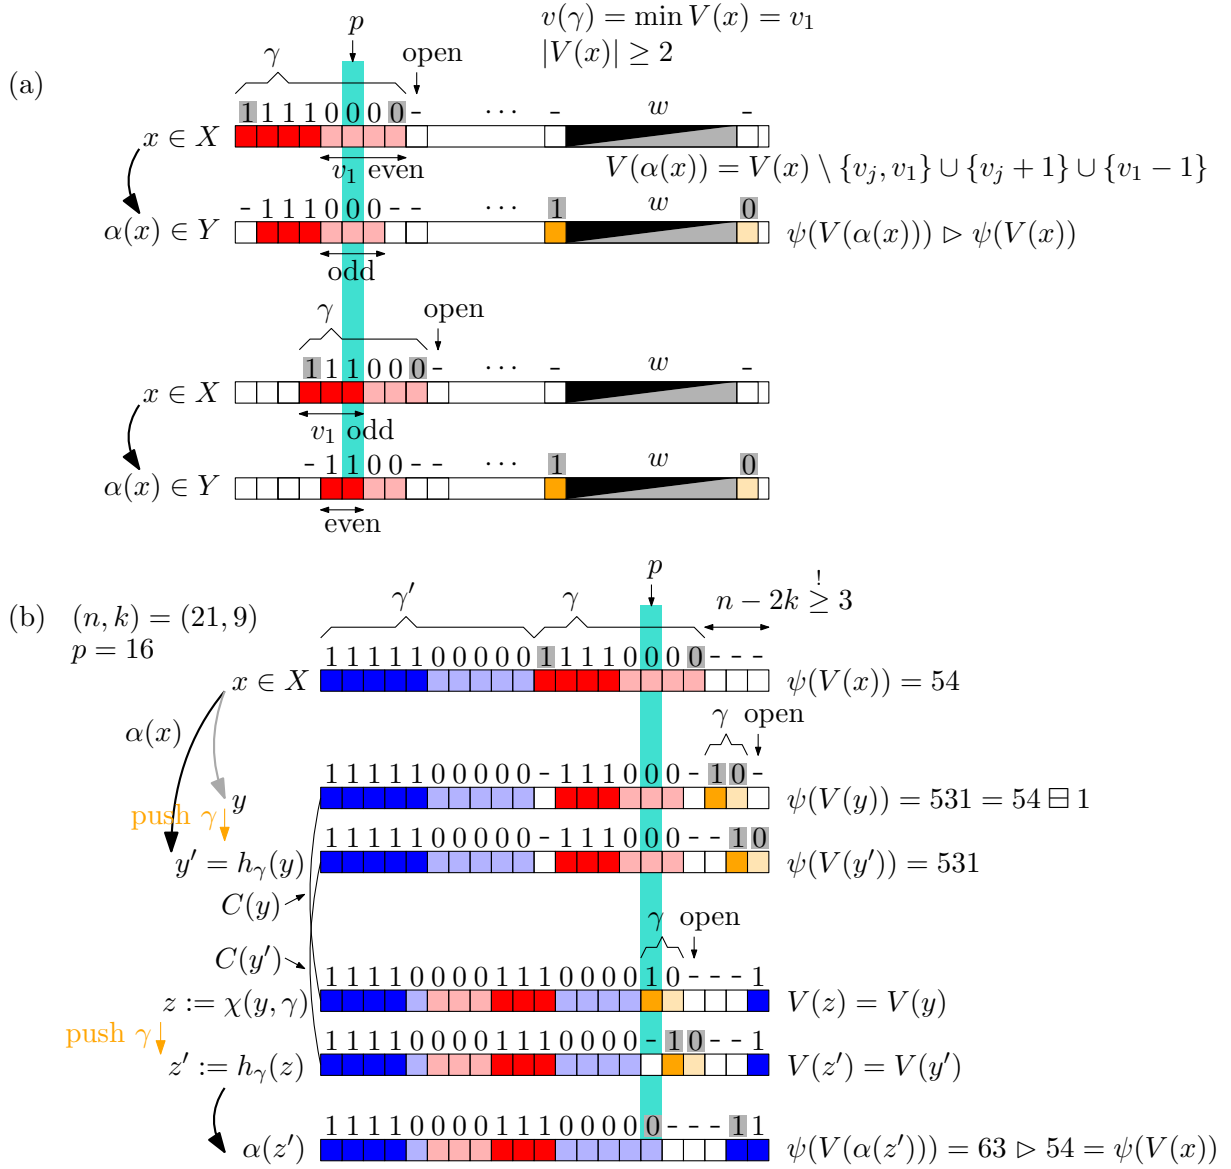 v(γ) = min V(x) = v₁
|V(x)| ≥ 2
p
γ
open
(a)
1 1 1 1 0 0 0 0 - ··· - w -
x ∈ X
v₁ even
V(α(x)) = V(x) \ {v_j, v₁} ∪ {v_j + 1} ∪ {v₁ − 1}
- 1 1 1 0 0 0 - - ··· 1 w 0
α(x) ∈ Y
ψ(V(α(x))) ▷ ψ(V(x))
odd
γ
open
1 1 1 0 0 0 - ··· - w -
x ∈ X
v₁ odd
- 1 1 0 0 - - ··· 1 w 0
α(x) ∈ Y
even
(b)
(n, k) = (21, 9)
p = 16
γ′
γ
p
n − 2k ≥! 3
1 1 1 1 1 0 0 0 0 0 1 1 1 1 0 0 0 0 - - -
x ∈ X
ψ(V(x)) = 54
α(x)
γ
open
1 1 1 1 1 0 0 0 0 0 - 1 1 1 0 0 0 - 1 0 -
y
ψ(V(y)) = 531 = 54 ⊟ 1
push γ
1 1 1 1 1 0 0 0 0 0 - 1 1 1 0 0 0 - - 1 0
y′ = h_γ(y)
ψ(V(y′)) = 531
C(y)
C(y′)
γ
open
1 1 1 1 0 0 0 0 1 1 1 0 0 0 0 1 0 - - - 1
z := χ(y, γ)
V(z) = V(y)
push γ
1 1 1 1 0 0 0 0 1 1 1 0 0 0 0 - 1 0 - - 1
z′ := h_γ(z)
V(z′) = V(y′)
1 1 1 1 0 0 0 0 1 1 1 0 0 0 0 0 - - - 1 1
α(z′)
ψ(V(α(z′))) = 63 ▷ 54 = ψ(V(x))